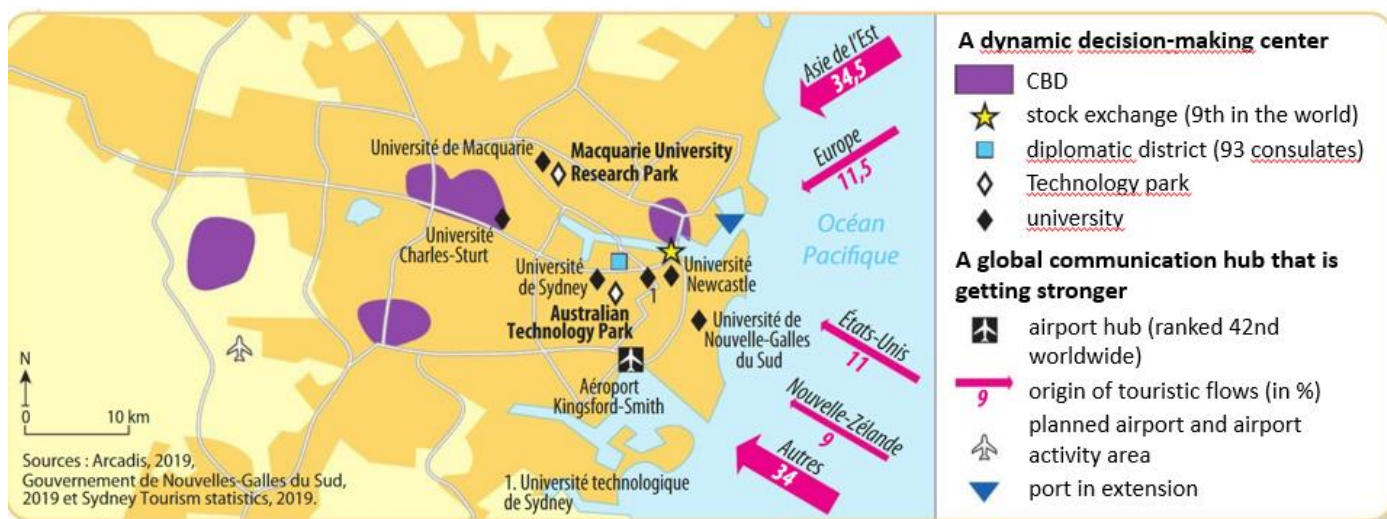 Asie de l'Est
34,5
Europe
11,5
Océan
Pacifique
États-Unis
11
Nouvelle-Zélande
9
Autres
34
Université de Macquarie
Macquarie University
Research Park
Université
Charles-Sturt
Université
de Sydney
Université
Newcastle
1
Australian
Technology Park
Université de
Nouvelle-Galles
du Sud
Aéroport
Kingsford-Smith
N
0
10 km
Sources : Arcadis, 2019,
Gouvernement de Nouvelles-Galles du Sud,
2019 et Sydney Tourism statistics, 2019.
1. Université technologique
de Sydney
A dynamic decision-making center
CBD
stock exchange (9th in the world)
diplomatic district (93 consulates)
Technology park
university
A global communication hub that is
getting stronger
airport hub (ranked 42nd
worldwide)
9
origin of touristic flows (in %)
planned airport and airport
activity area
port in extension